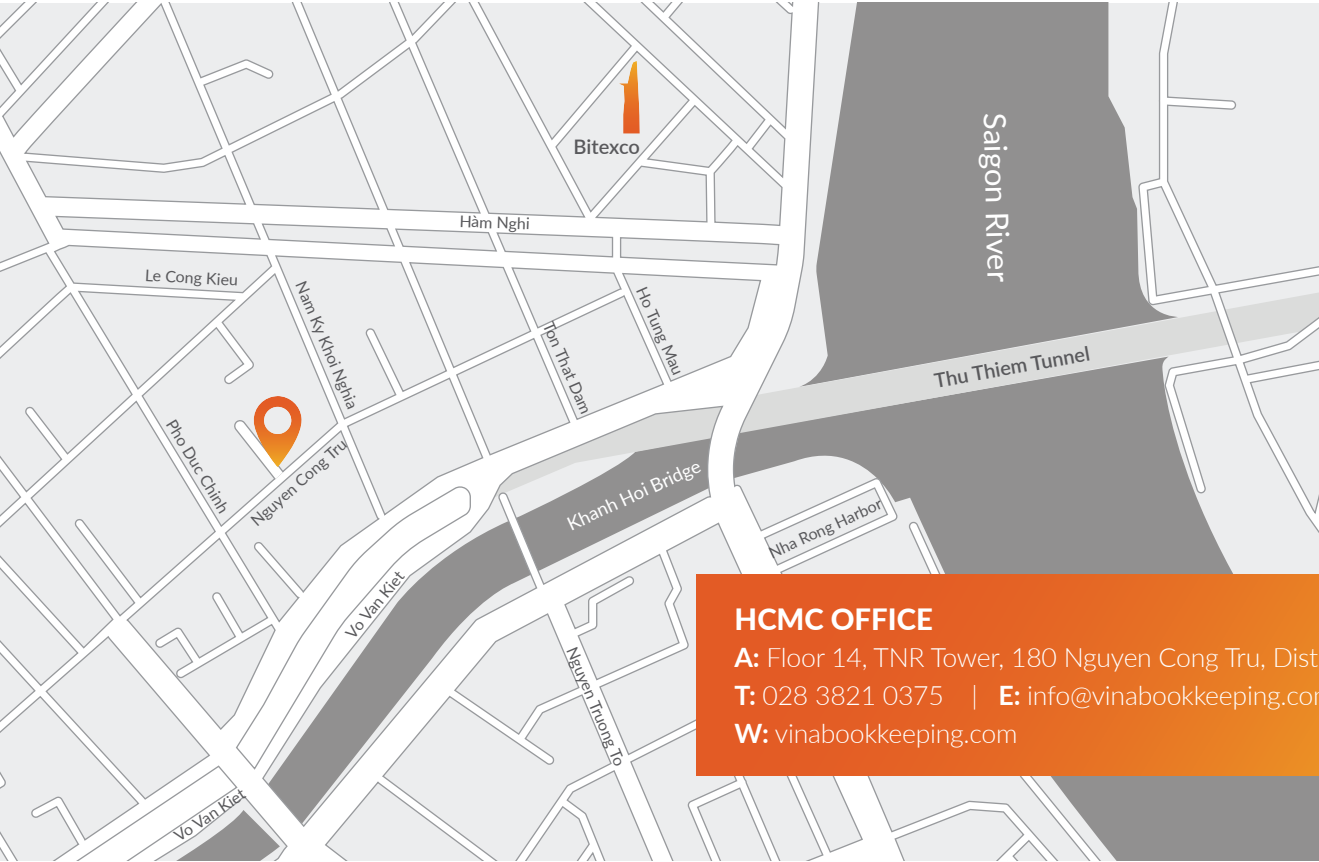 Saigon River
Bitexco
Hàm Nghi
Le Cong Kieu
Nam Ky Khoi Nghia
Ton That Dam
Ho Tung Mau
Thu Thiem Tunnel
Pho Duc Chinh
Nguyen Cong Tru
Khanh Hoi Bridge
Nha Rong Harbor
Vo Van Kiet
Nguyen Truong To
Vo Van Kiet
HCMC OFFICE
A: Floor 14, TNR Tower, 180 Nguyen Cong Tru, Dist
T: 028 3821 0375 | E: info@vinabookkeeping.com
W: vinabookkeeping.com